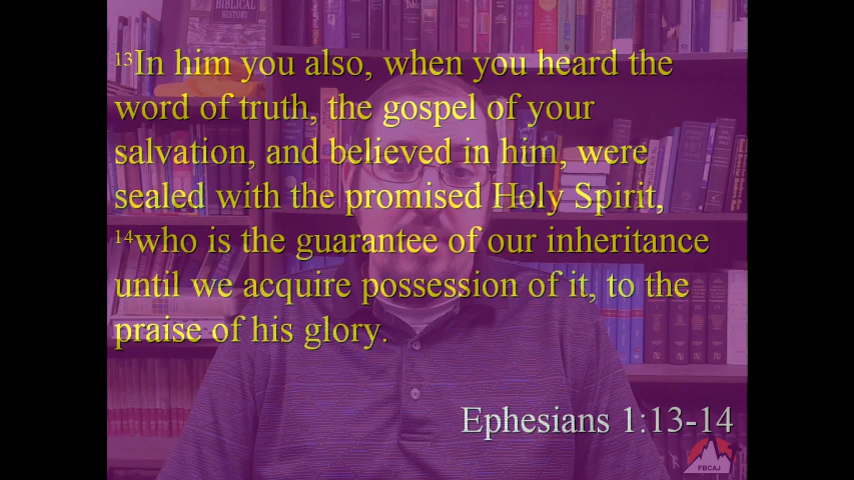 BIBLICAL
HISTORY
13In him you also, when you heard the
word of truth, the gospel of your
salvation, and believed in him, were
sealed with the promised Holy Spirit,
14who is the guarantee of our inheritance
until we acquire possession of it, to the
praise of his glory.
Ephesians 1:13-14
FBCAJ